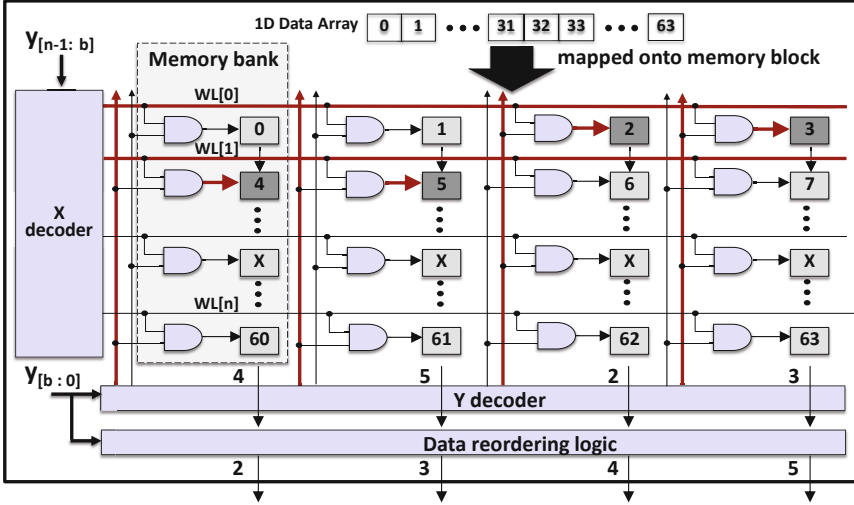 1D Data Array 0 1 ••• 31 32 33 ••• 63
y[n-1: b]
Memory bank
mapped onto memory block
WL[0]
0 1 2 3
WL[1]
4 5 6 7
X decoder
X X X X
WL[n]
60 61 62 63
4 5 2 3
y[b : 0]
Y decoder
Data reordering logic
2 3 4 5